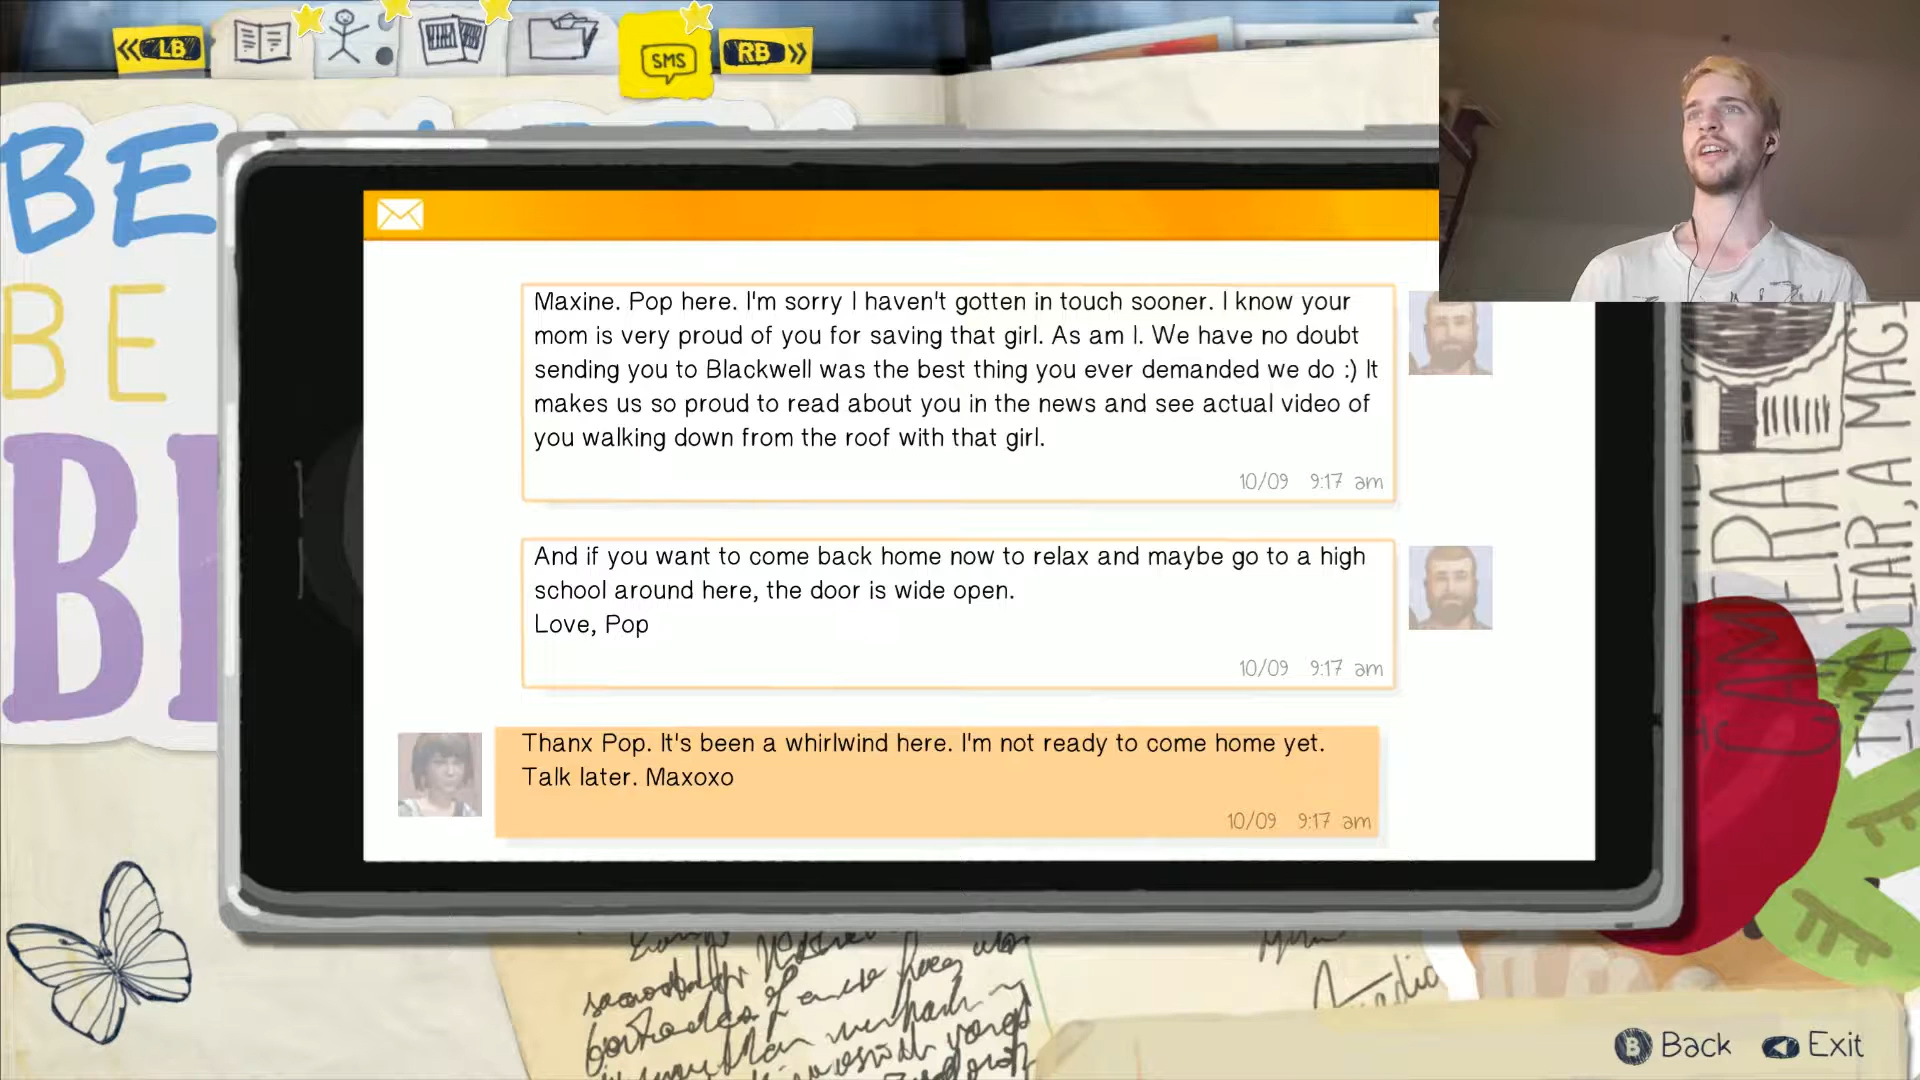 LB
SMS
RB
BE
BE
Maxine. Pop here. I'm sorry I haven't gotten in touch sooner. I know your
mom is very proud of you for saving that girl. As am I. We have no doubt
sending you to Blackwell was the best thing you ever demanded we do :) It
makes us so proud to read about you in the news and see actual video of
you walking down from the roof with that girl.
10/09 9:17 am
And if you want to come back home now to relax and maybe go to a high
school around here, the door is wide open.
Love, Pop
10/09 9:17 am
Thanx Pop. It's been a whirlwind here. I'm not ready to come home yet.
Talk later. Maxoxo
10/09 9:17 am
B Back
Exit